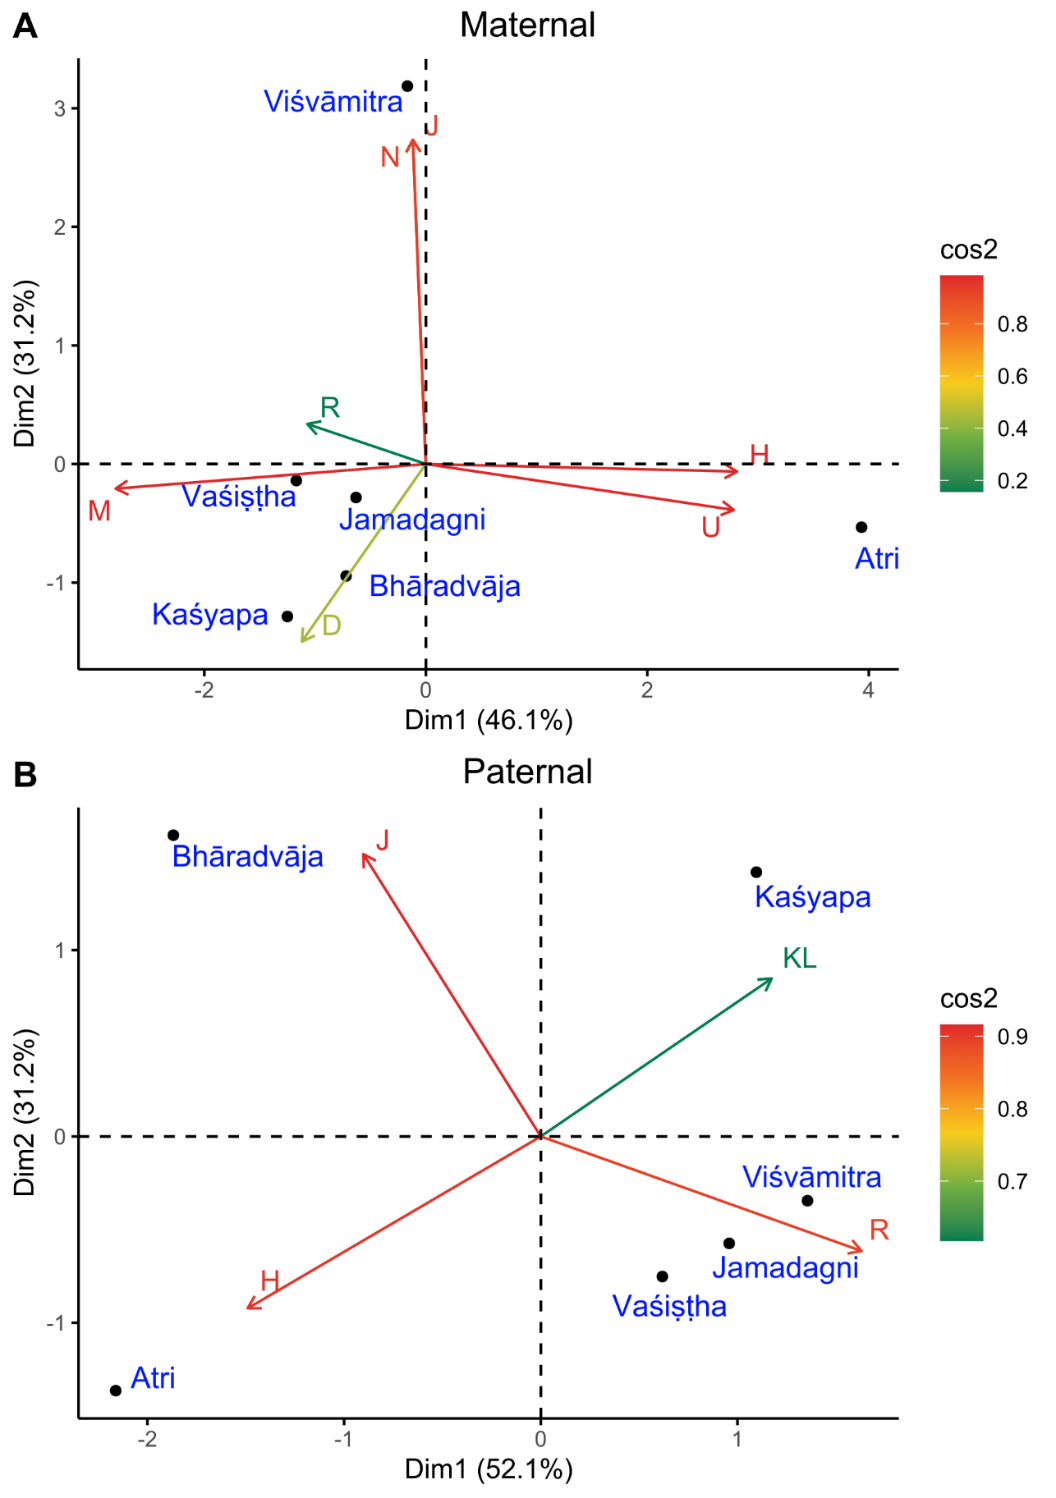 A
Maternal
Viśvāmitra
J
N
R
H
M
Vaśiṣṭha
Jamadagni
U
Atri
Bhāradvāja
Kaśyapa
D
3
2
1
0
-1
-2
0
2
4
Dim1 (46.1%)
Dim2 (31.2%)
cos2
0.8
0.6
0.4
0.2
B
Paternal
Bhāradvāja
J
Kaśyapa
KL
Viśvāmitra
R
Jamadagni
Vaśiṣṭha
H
Atri
1
0
-1
-2
-1
0
1
Dim1 (52.1%)
Dim2 (31.2%)
cos2
0.9
0.8
0.7